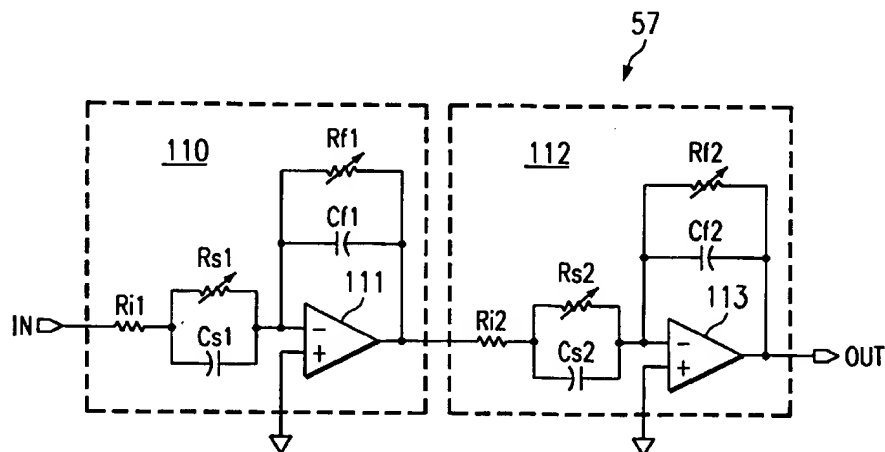 57
110
Rf1
Cf1
Rs1
111
Ri1
IN
Cs1
112
Rf2
Cf2
Rs2
113
Ri2
Cs2
OUT